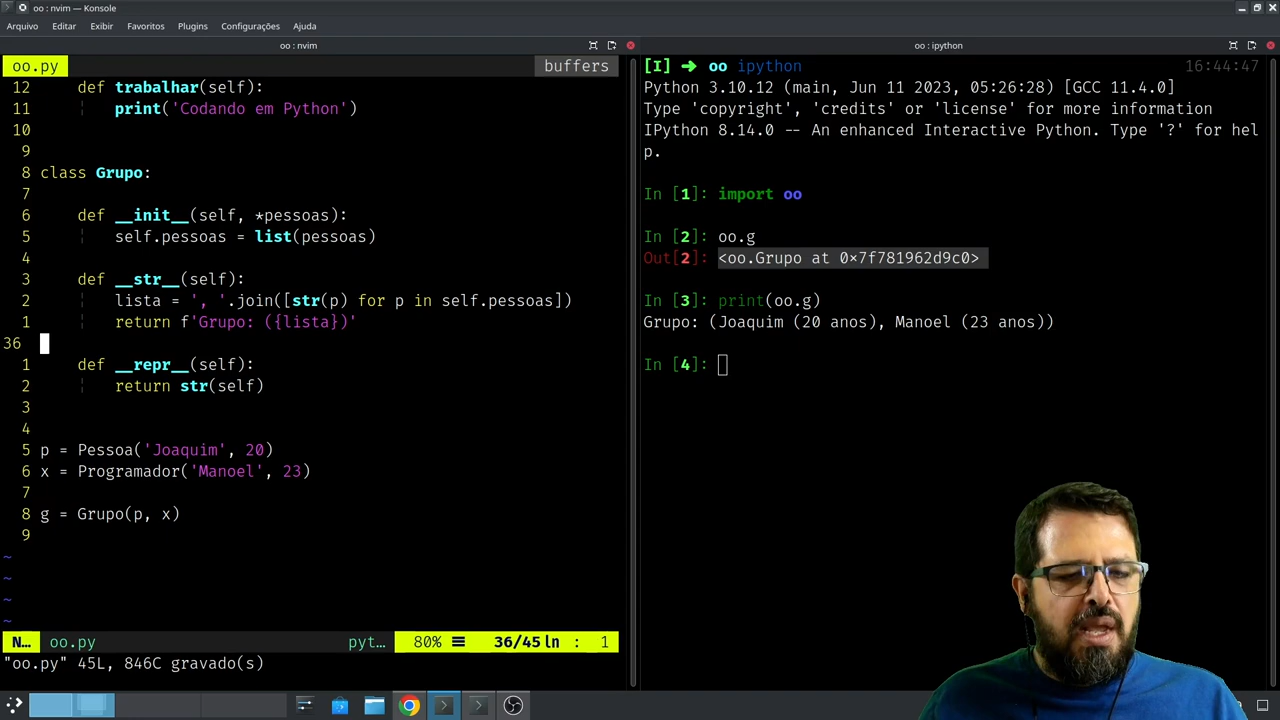 oo : nvim — Konsole
Arquivo Editar Exibir Favoritos Plugins Configurações Ajuda
oo : nvim
oo.py buffers
12 def trabalhar(self):
11 print('Codando em Python')
10
9
8 class Grupo:
7
6 def __init__(self, *pessoas):
5 self.pessoas = list(pessoas)
4
3 def __str__(self):
2 lista = ', '.join([str(p) for p in self.pessoas])
1 return f'Grupo: ({lista})'
36
1 def __repr__(self):
2 return str(self)
3
4
5 p = Pessoa('Joaquim', 20)
6 x = Programador('Manoel', 23)
7
8 g = Grupo(p, x)
9
~
~
~
~
N… oo.py pyt… 80% ☰ 36/45 ln : 1
"oo.py" 45L, 846C gravado(s)
oo : ipython
[I] ➜ oo ipython 16:44:47
Python 3.10.12 (main, Jun 11 2023, 05:26:28) [GCC 11.4.0]
Type 'copyright', 'credits' or 'license' for more information
IPython 8.14.0 -- An enhanced Interactive Python. Type '?' for hel
p.
In [1]: import oo
In [2]: oo.g
Out[2]: <oo.Grupo at 0×7f781962d9c0>
In [3]: print(oo.g)
Grupo: (Joaquim (20 anos), Manoel (23 anos))
In [4]: